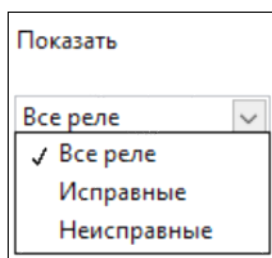 Показать
Все реле
✓ Все реле
Исправные
Неисправные